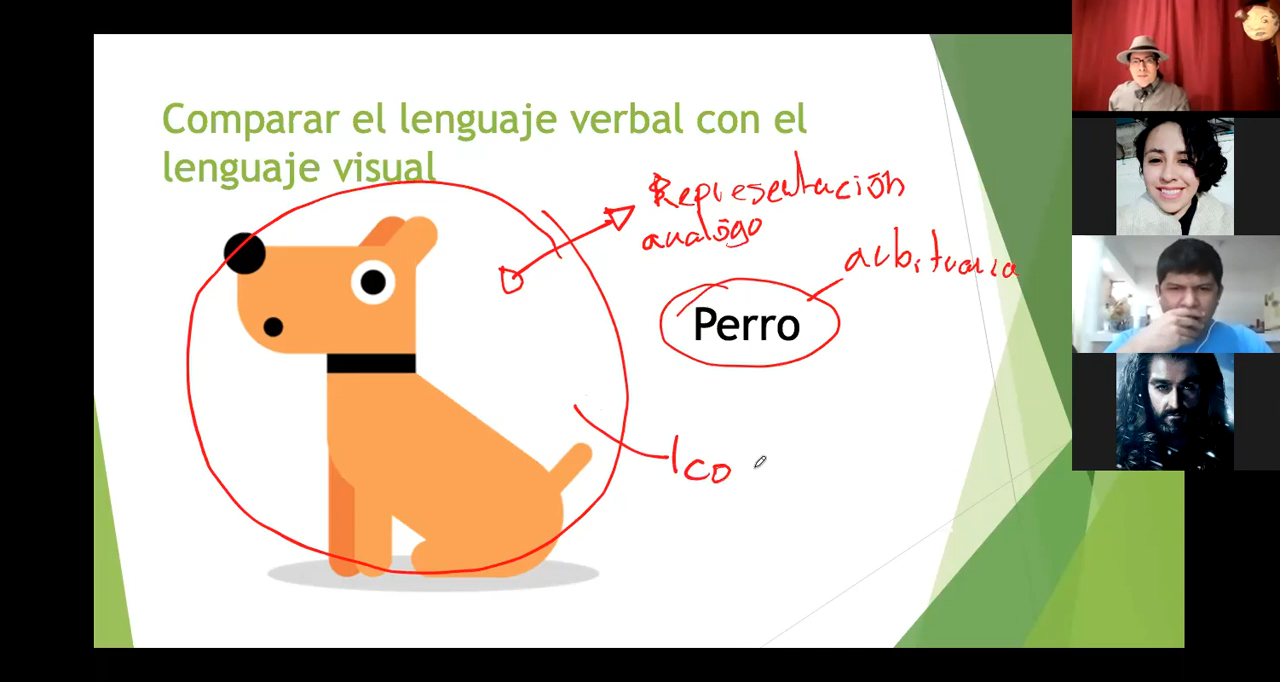 Comparar el lenguaje verbal con el
lenguaje visual
Representación
analógo
arbitraria
Perro
Ico